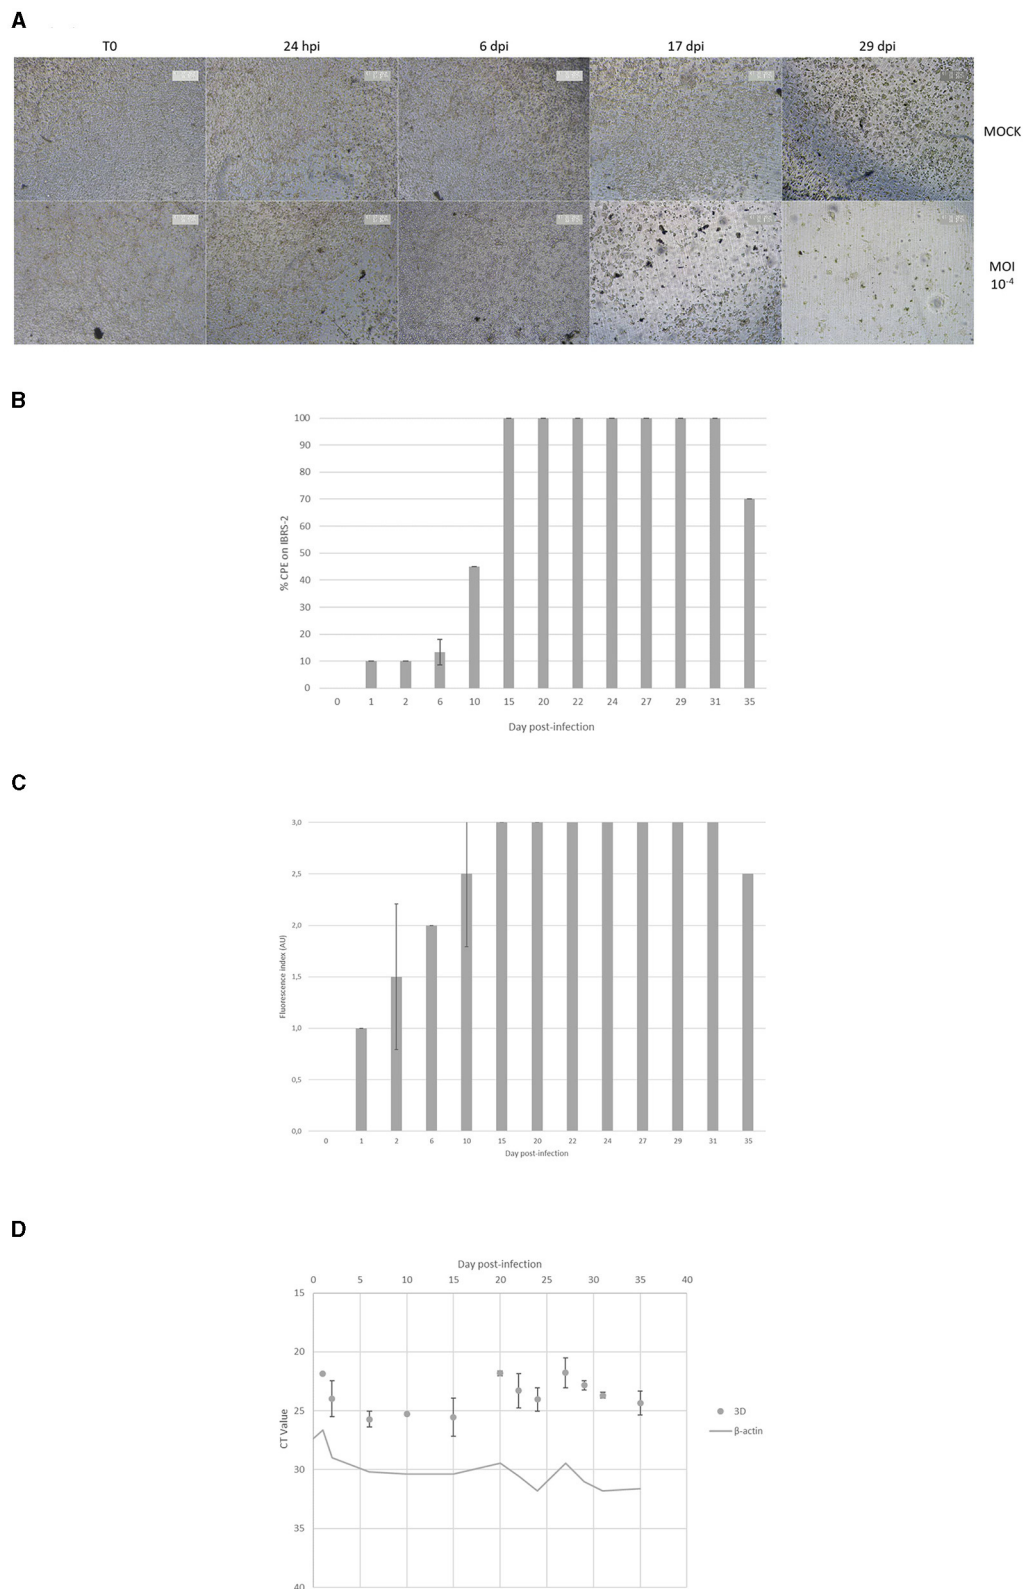 A
T0 24 hpi 6 dpi 17 dpi 29 dpi
MOCK
MOI
10⁻⁴
B
100
90
80
70
60
50
40
30
20
10
0
% CPE on IBRS-2
0 1 2 6 10 15 20 22 24 27 29 31 35
Day post-infection
C
3,0
2,5
2,0
1,5
1,0
0,5
0,0
Fluorescence index (AU)
0 1 2 6 10 15 20 22 24 27 29 31 35
Day post-infection
D
Day post-infection
0 5 10 15 20 25 30 35 40
15
20
25
30
35
40
CT Value
3D
β-actin